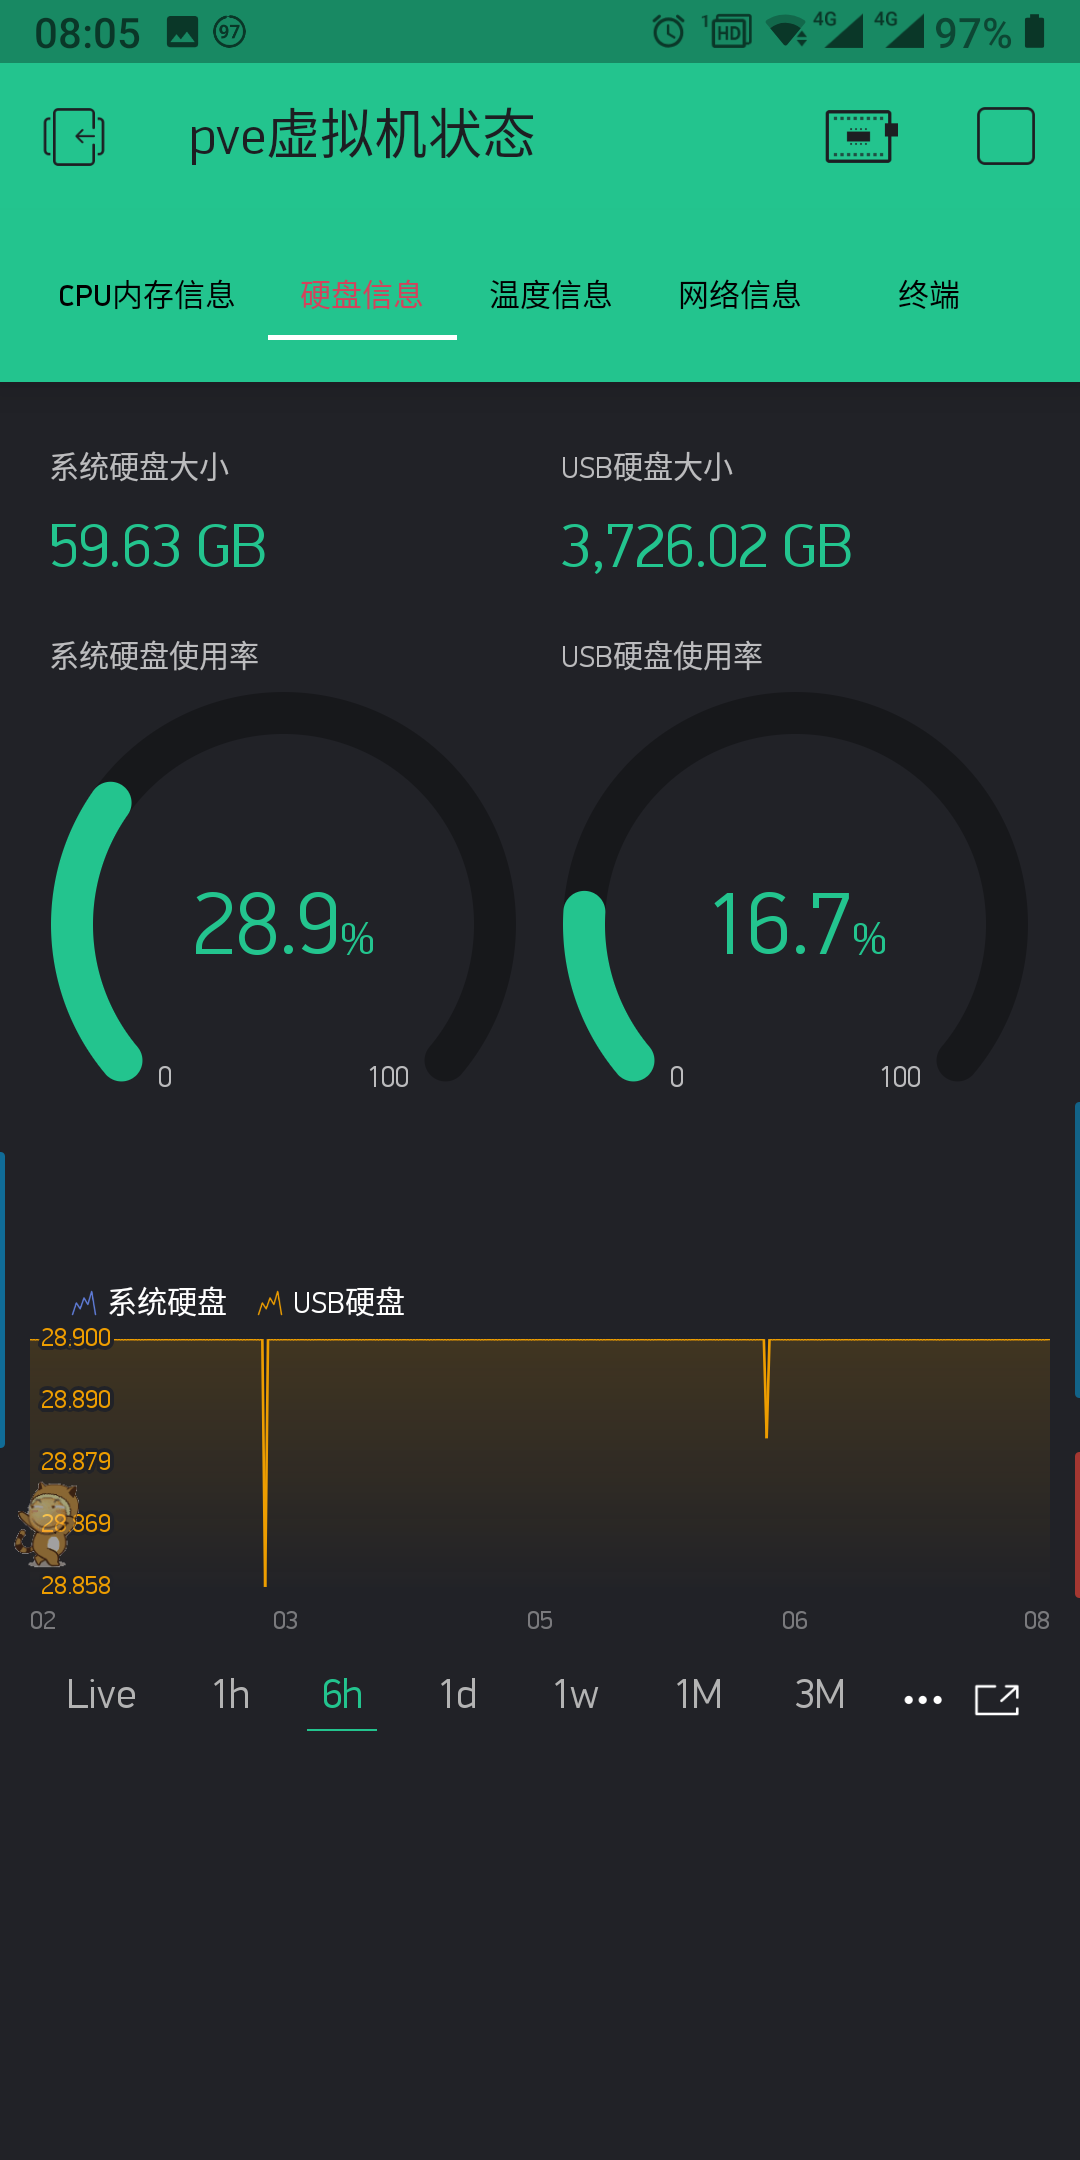 08:05 97 1 HD 4G 4G 97%
pve虚拟机状态
CPU内存信息 硬盘信息 温度信息 网络信息 终端
系统硬盘大小 USB硬盘大小
59.63 GB 3,726.02 GB
系统硬盘使用率 USB硬盘使用率
28.9% 16.7%
0 100 0 100
系统硬盘 USB硬盘
28.900
28.890
28.879
28.869
28.858
02 03 05 06 08
Live 1h 6h 1d 1w 1M 3M